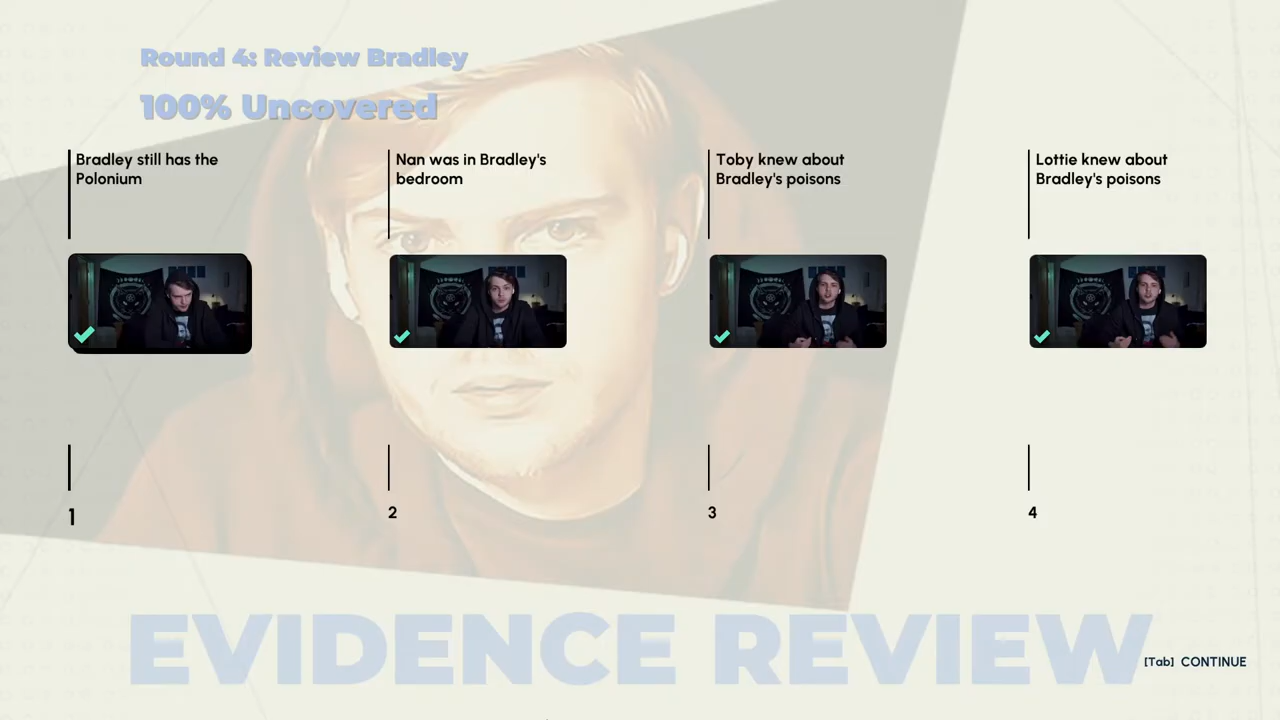 Round 4: Review Bradley
100% Uncovered
Bradley still has the
Polonium
Nan was in Bradley's
bedroom
Toby knew about
Bradley's poisons
Lottie knew about
Bradley's poisons
1
2
3
4
EVIDENCE REVIEW
[Tab] CONTINUE